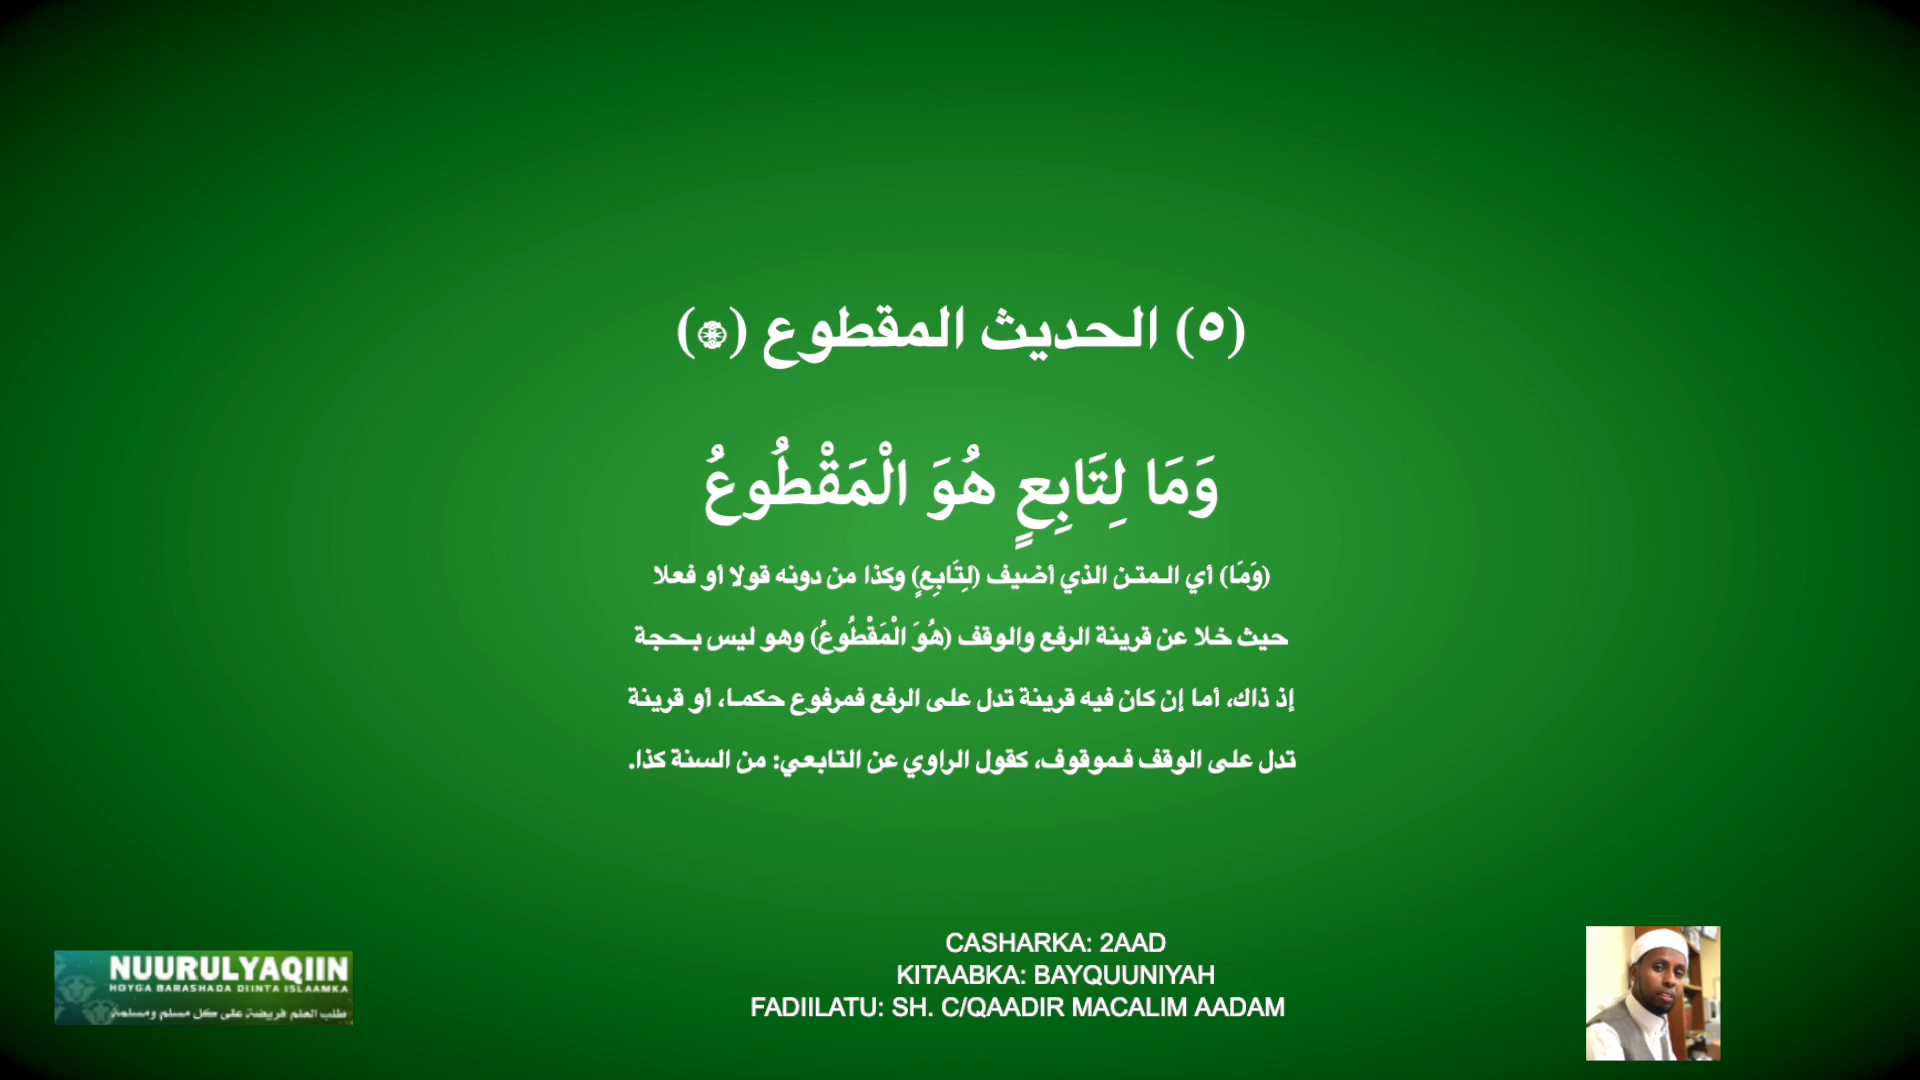 (٥) الحديث المقطوع (۞)
وَمَا لِتَابِعٍ هُوَ الْمَقْطُوعُ
(وَمَا) أي المتن الذي أضيف (لِتَابِعٍ) وكذا من دونه قولا أو فعلا
حيث خلا عن قرينة الرفع والوقف (هُوَ الْمَقْطُوعُ) وهو ليس بحجة
إذ ذاك، أما إن كان فيه قرينة تدل على الرفع فمرفوع حكما، أو قرينة
تدل على الوقف فموقوف، كقول الراوي عن التابعي: من السنة كذا.
NUURULYAQIIN
HOYGA BARASHADA DIINTA ISLAAMKA
طلب العلم فريضة على كل مسلم ومسلمة
CASHARKA: 2AAD
KITAABKA: BAYQUUNIYAH
FADIILATU: SH. C/QAADIR MACALIM AADAM